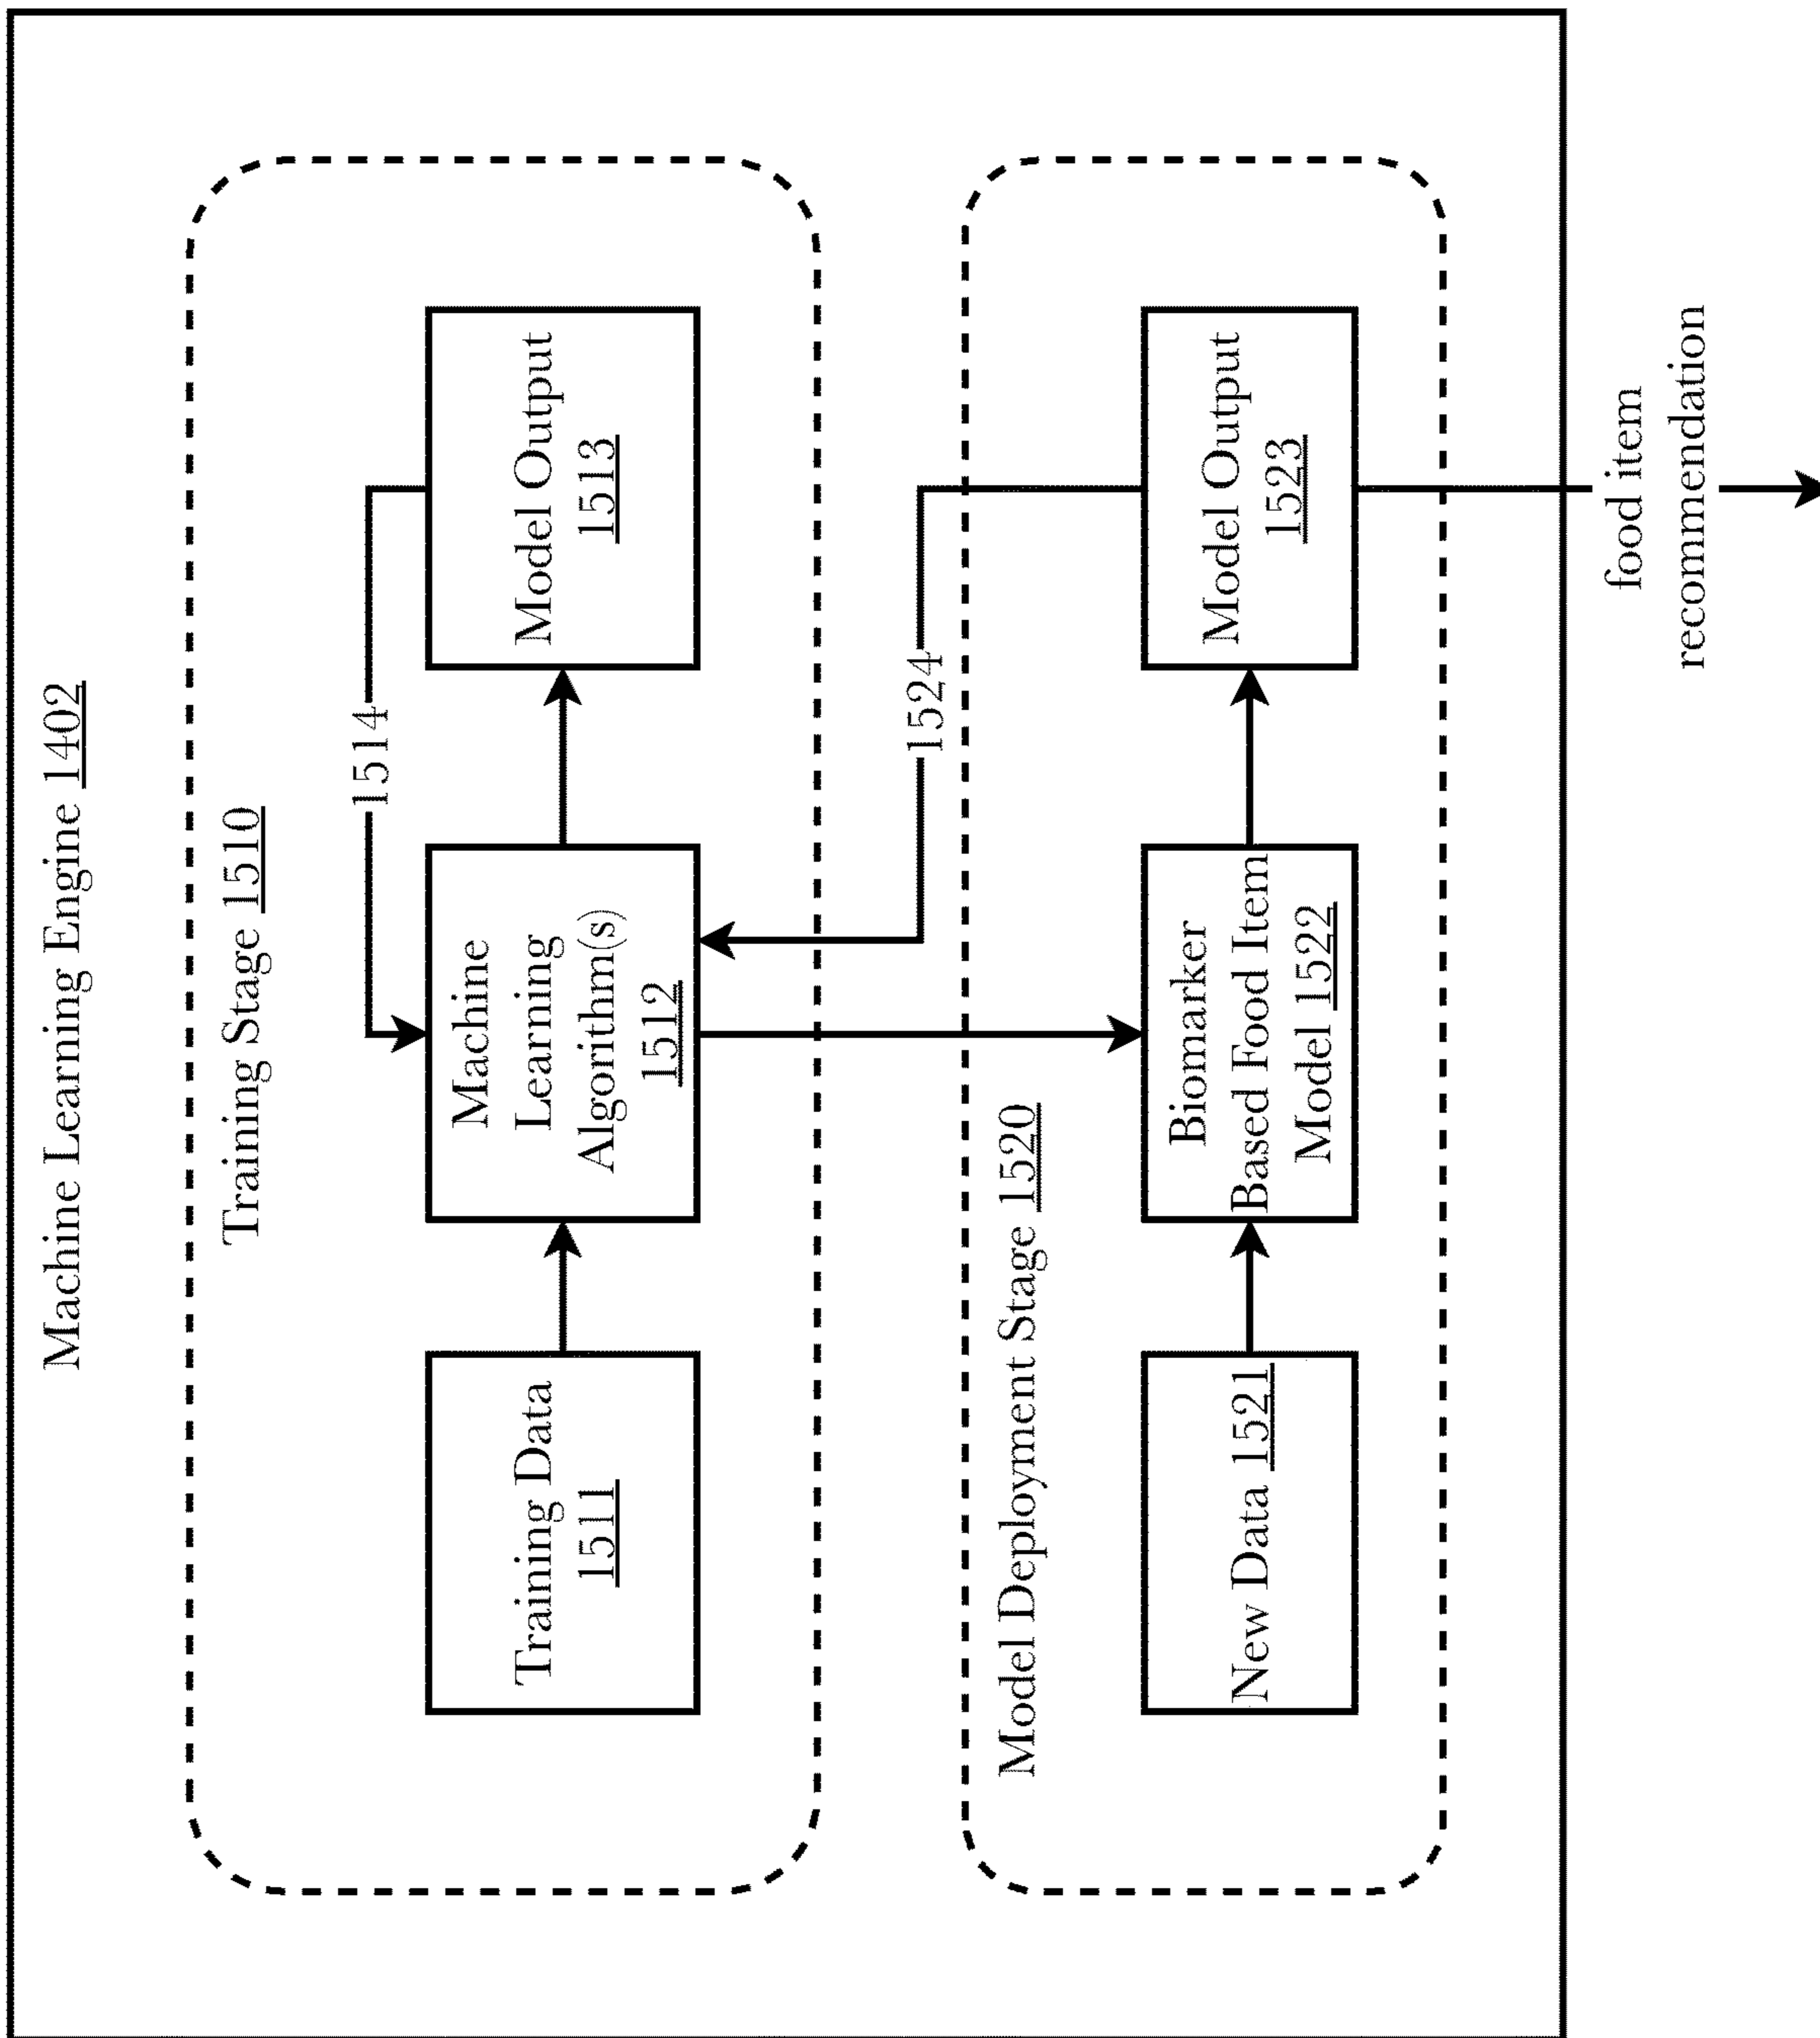 Machine Learning Engine 1402
Training Stage 1510
1514
Training Data
1511
Machine
Learning
Algorithm(s)
1512
Model Output
1513
1524
Model Deployment Stage 1520
New Data 1521
Biomarker
Based Food Item
Model 1522
Model Output
1523
food item
recommendation